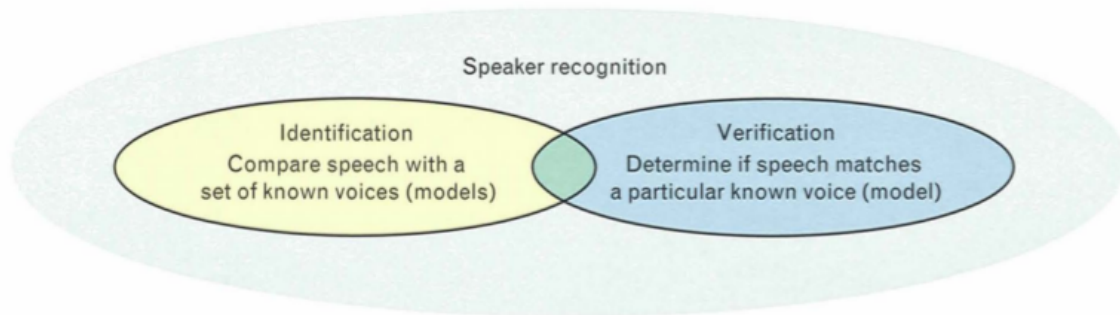 Speaker recognition
Identification
Compare speech with a
set of known voices (models)
Verification
Determine if speech matches
a particular known voice (model)